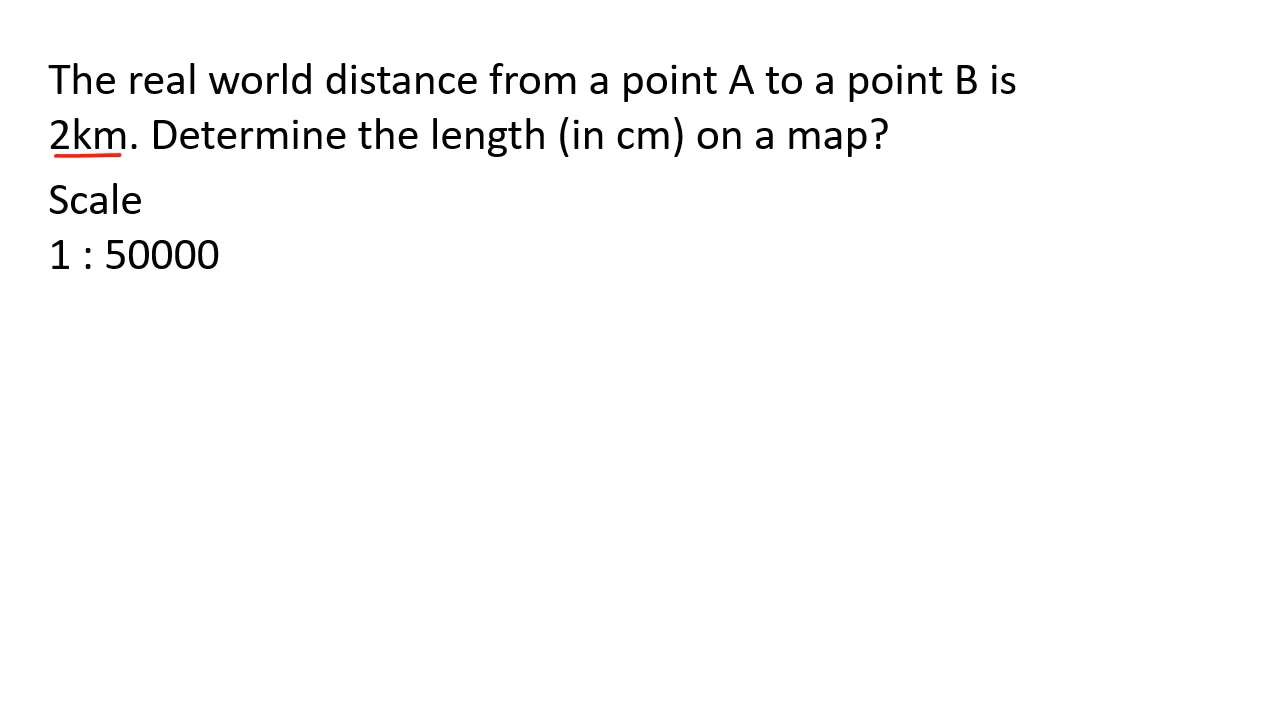 The real world distance from a point A to a point B is
2km. Determine the length (in cm) on a map?
Scale
1 : 50000